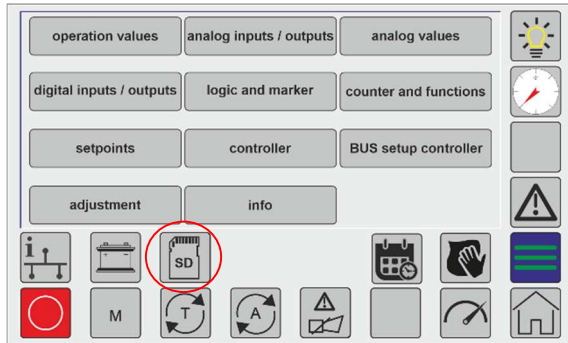 operation values
analog inputs / outputs
analog values
digital inputs / outputs
logic and marker
counter and functions
setpoints
controller
BUS setup controller
adjustment
info
i
SD
M
T
A